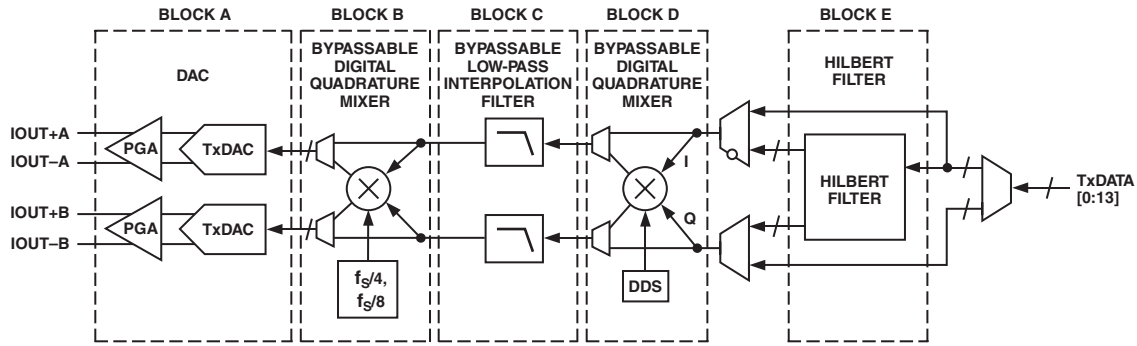 BLOCK A
BLOCK B
BLOCK C
BLOCK D
BLOCK E
DAC
BYPASSABLE
DIGITAL
QUADRATURE
MIXER
BYPASSABLE
LOW-PASS
INTERPOLATION
FILTER
BYPASSABLE
DIGITAL
QUADRATURE
MIXER
HILBERT
FILTER
IOUT+A
IOUT–A
PGA
TxDAC
I
HILBERT
FILTER
TxDATA
[0:13]
IOUT+B
IOUT–B
PGA
TxDAC
Q
fS/4,
fS/8
DDS